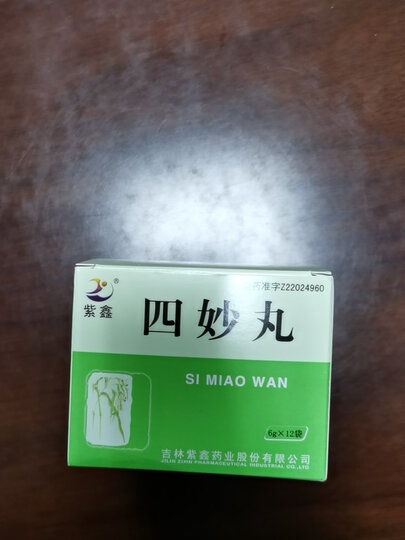 药准字Z22024960
®
紫鑫
四妙丸
SI MIAO WAN
6g×12袋
吉林紫鑫药业股份有限公司
JILIN ZIXIN PHARMACEUTICAL INDUSTRIAL CO.,LTD